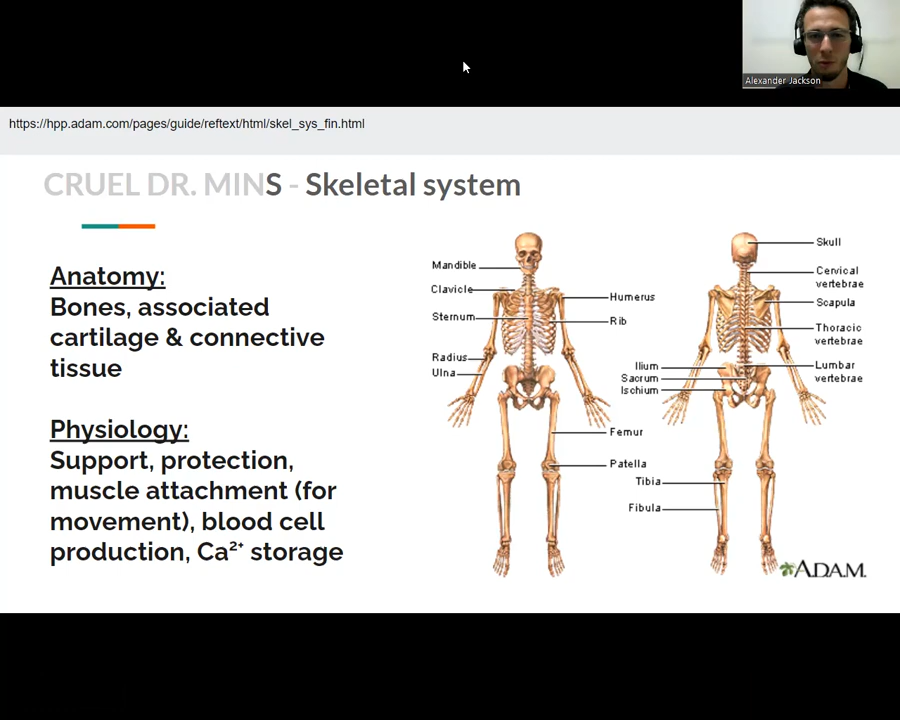 Alexander Jackson
https://hpp.adam.com/pages/guide/reftext/html/skel_sys_fin.html
CRUEL DR. MINS - Skeletal system
Anatomy:
Bones, associated
cartilage & connective
tissue
Physiology:
Support, protection,
muscle attachment (for
movement), blood cell
production, Ca²⁺ storage
Mandible
Clavicle
Sternum
Radius
Ulna
Humerus
Rib
Femur
Patella
Skull
Cervical
vertebrae
Scapula
Thoracic
vertebrae
Lumbar
vertebrae
Ilium
Sacrum
Ischium
Tibia
Fibula
A.D.A.M.